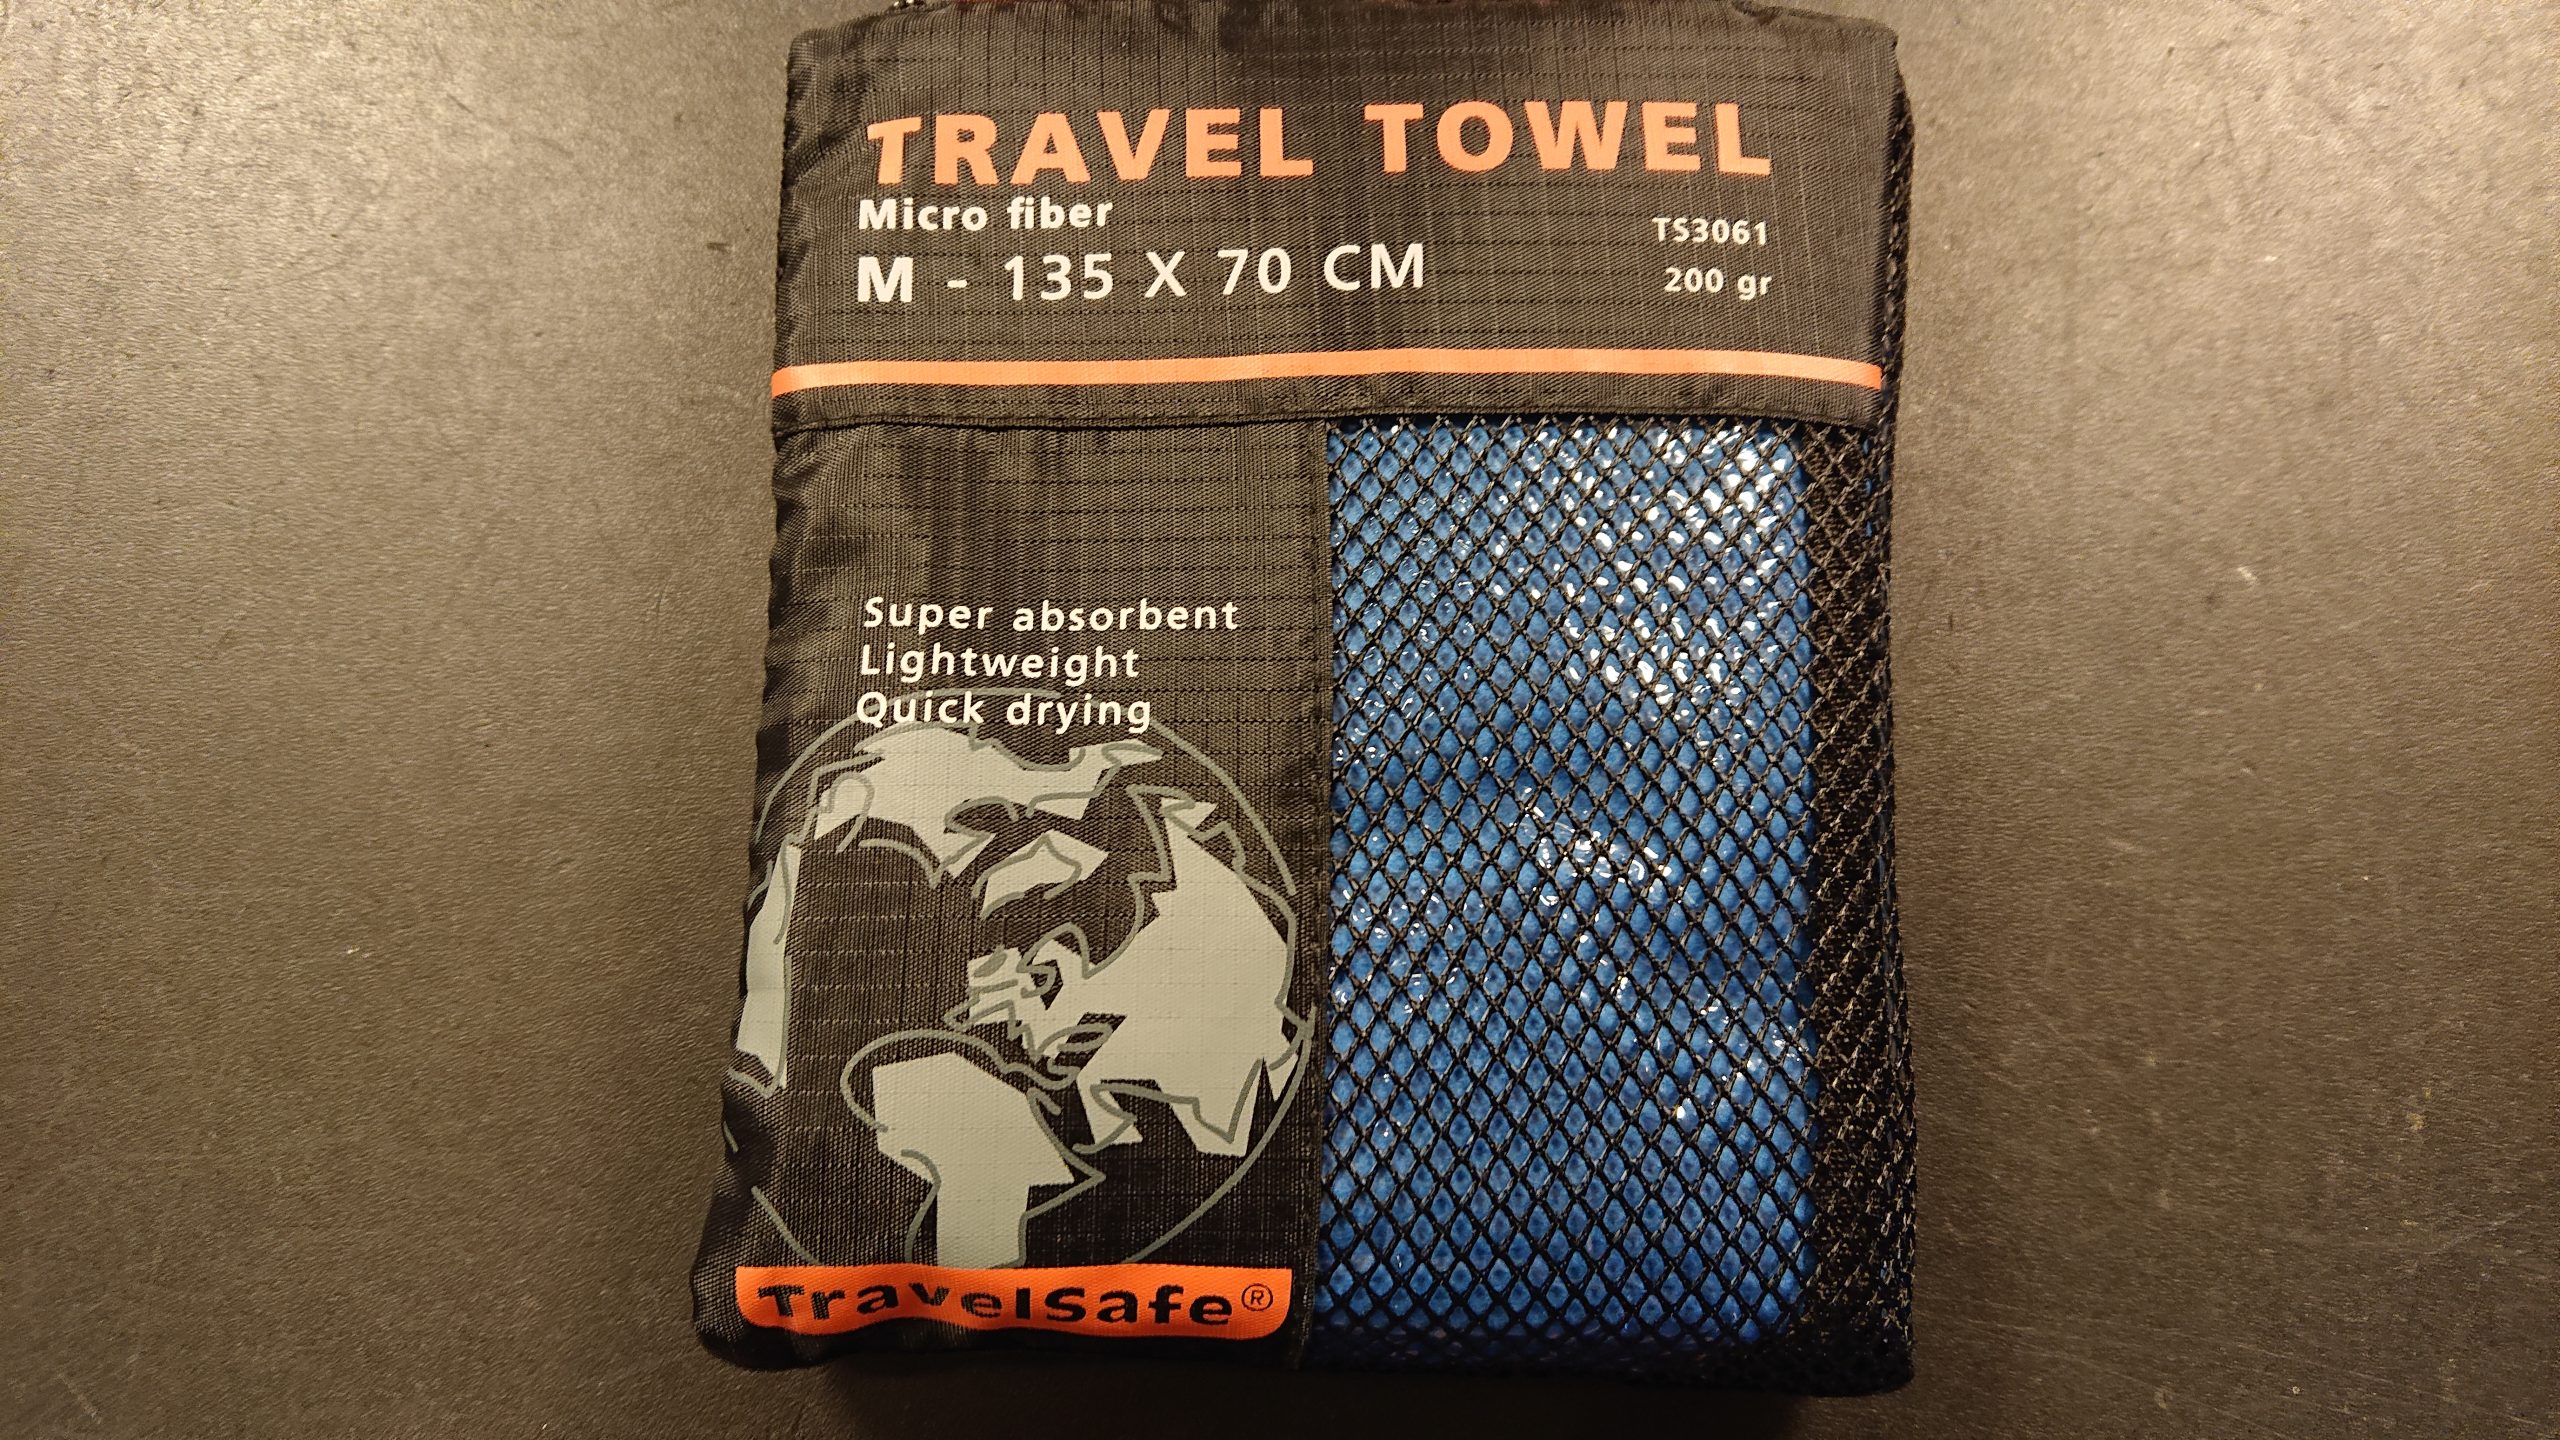 TRAVEL TOWEL
Micro fiber
TS3061
M - 135 X 70 CM
200 gr
Super absorbent
Lightweight
Quick drying
TravelSafe®